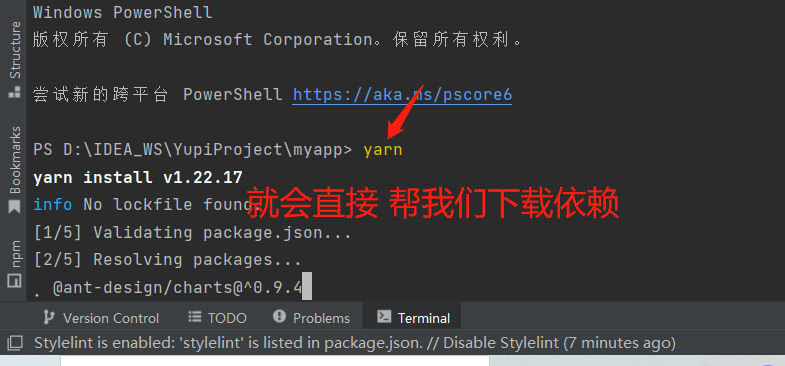 Windows PowerShell
版权所有 (C) Microsoft Corporation。保留所有权利。
尝试新的跨平台 PowerShell https://aka.ms/pscore6
PS D:\IDEA_WS\YupiProject\myapp> yarn
yarn install v1.22.17
info No lockfile found.
就会直接 帮我们下载依赖
[1/5] Validating package.json...
[2/5] Resolving packages...
. @ant-design/charts@^0.9.4
Structure
Bookmarks
npm
Version Control
TODO
Problems
Terminal
Stylelint is enabled: 'stylelint' is listed in package.json. // Disable Stylelint (7 minutes ago)